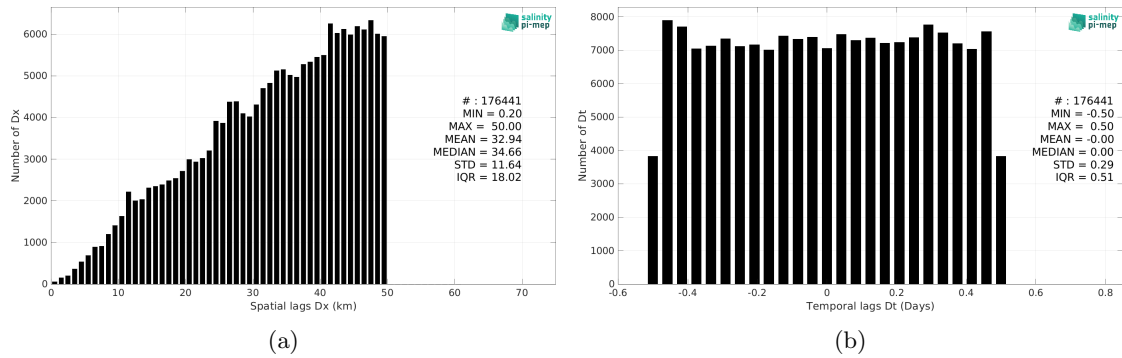 6000
5000
4000
3000
2000
1000
0
Number of Dx
0 10 20 30 40 50 60 70
Spatial lags Dx (km)
salinity
pi-mep
# : 176441
MIN = 0.20
MAX = 50.00
MEAN = 32.94
MEDIAN = 34.66
STD = 11.64
IQR = 18.02
(a)
8000
7000
6000
5000
4000
3000
2000
1000
0
Number of Dt
-0.6 -0.4 -0.2 0 0.2 0.4 0.6 0.8
Temporal lags Dt (Days)
salinity
pi-mep
# : 176441
MIN = -0.50
MAX = 0.50
MEAN = -0.00
MEDIAN = 0.00
STD = 0.29
IQR = 0.51
(b)